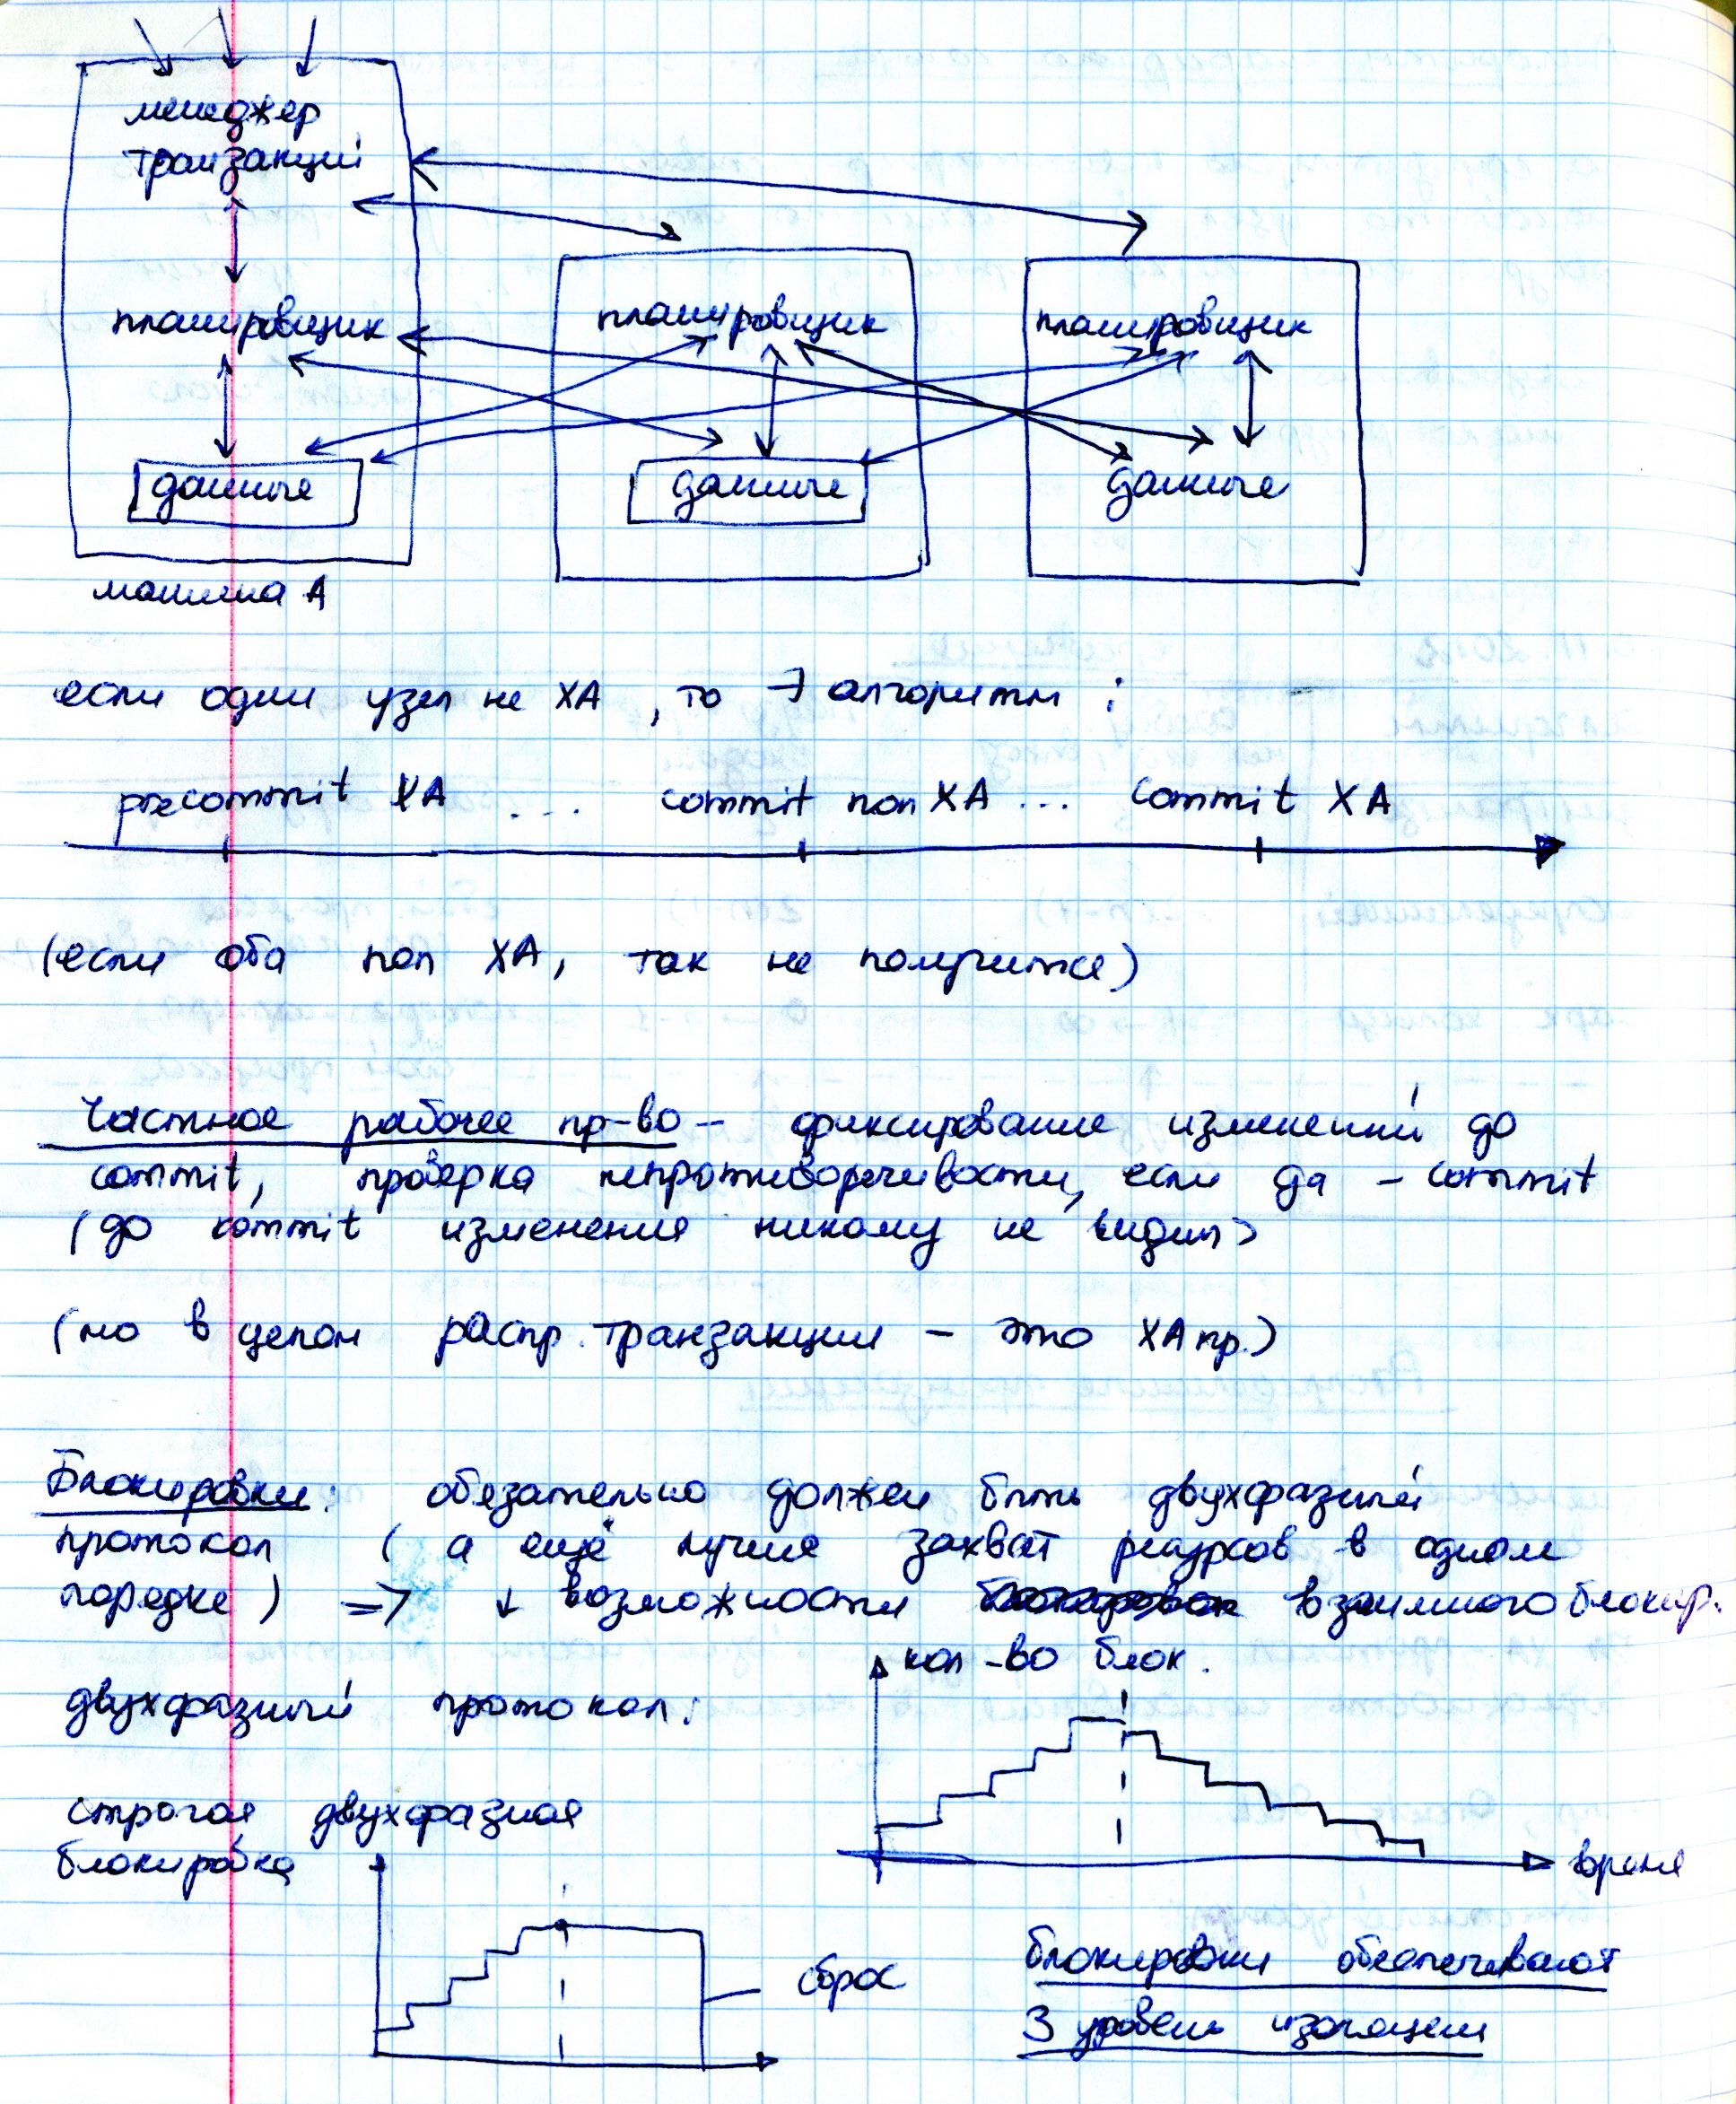 менеджер
транзакций
планировщик
планировщик
планировщик
данные
данные
данные
машина А
если один узел не XA, то ∃ алгоритм:
precommit XA ... commit non XA ... commit XA
(если оба non XA, так не получится)
Частное рабочее пр-во - фиксирование изменений до
commit, проверка непротиворечивости, если да - commit
(до commit изменения никому не видны)
(но в целом распр. транзакции - это XA пр.)
Блокировки: обязательно должен быть двухфазный
протокол (а ещё лучше захват ресурсов в одном
порядке) => ↓ возможности взаимного блокир.
кол-во блок.
двухфазный протокол:
строгая двухфазная
блокировка
время
сброс
блокировки обеспечивают
3 уровень изоляции